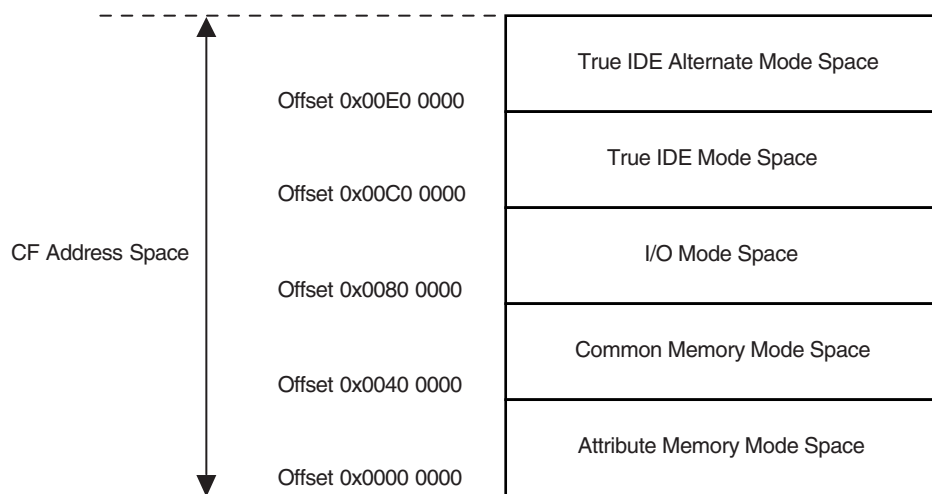 True IDE Alternate Mode Space
Offset 0x00E0 0000
True IDE Mode Space
Offset 0x00C0 0000
CF Address Space
I/O Mode Space
Offset 0x0080 0000
Common Memory Mode Space
Offset 0x0040 0000
Attribute Memory Mode Space
Offset 0x0000 0000